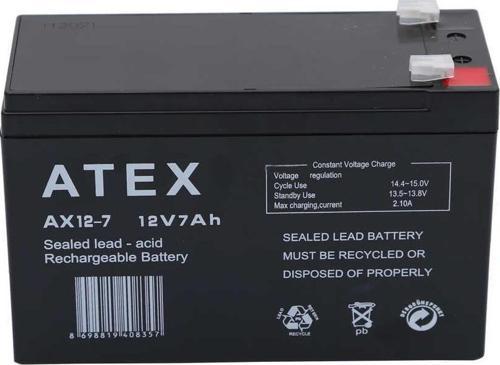 ATEX
AX12-7 12V7Ah
Sealed lead - acid
Rechargeable Battery
8 698819 408357
Constant Voltage Charge
Voltage regulation
Cycle Use 14.4~15.0V
Standby Use 13.5~13.8V
Max charging,current 2.10A
SEALED LEAD BATTERY
MUST BE RECYCLED OR
DISPOSED OF PROPERLY
LEAD
RECYCLE
pb